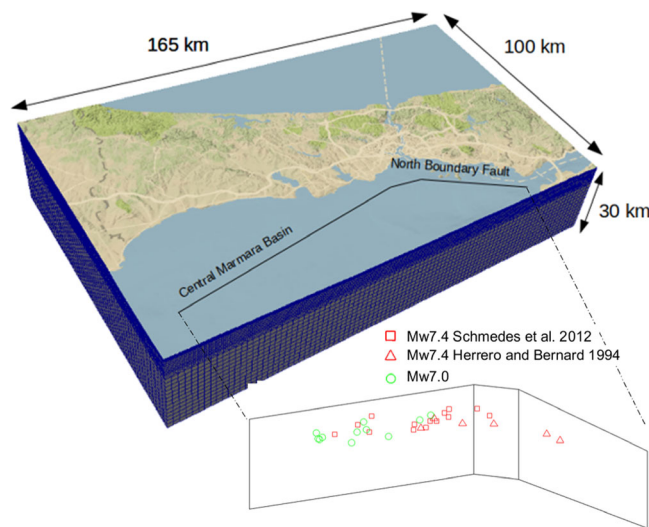 165 km
100 km
North Boundary Fault
30 km
Central Marmara Basin
Mw7.4 Schmedes et al. 2012
Mw7.4 Herrero and Bernard 1994
Mw7.0